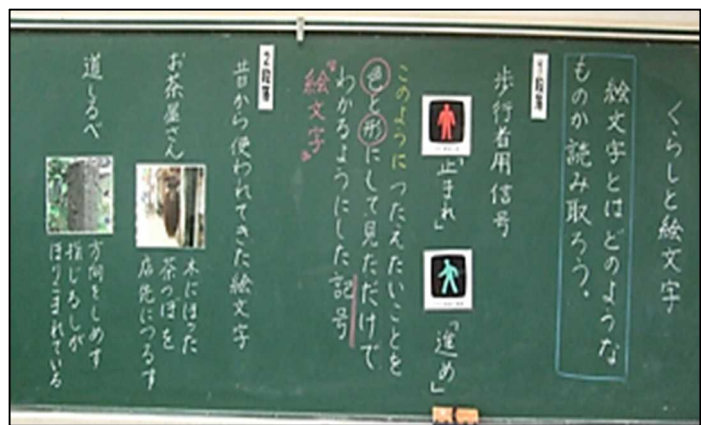 くらしと絵文字
絵文字とはどのような
ものか読み取ろう。
1段落
歩行者用信号
「止まれ」
「進め」
このように つたえたいことを
色と形にして見ただけで
わかるようにした記号
"絵文字"
2段落
昔から使われてきた絵文字
お茶屋さん
木にほった
茶つぼを
店先につるす
道しるべ
方向をしめす
指じるしが
ほりこまれている